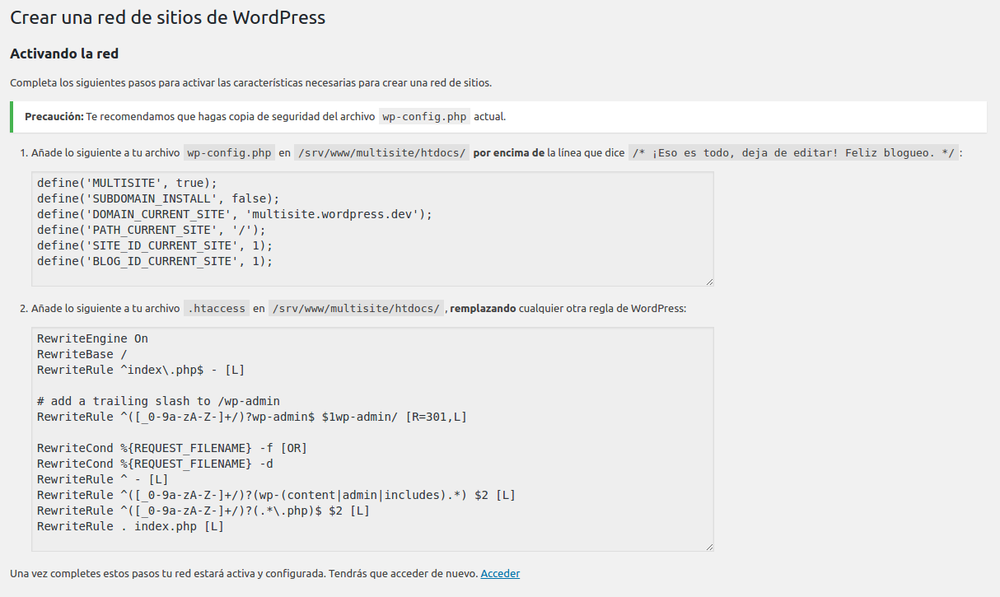 Crear una red de sitios de WordPress
Activando la red
Completa los siguientes pasos para activar las características necesarias para crear una red de sitios.
Precaución: Te recomendamos que hagas copia de seguridad del archivo wp-config.php actual.
1. Añade lo siguiente a tu archivo wp-config.php en /srv/www/multisite/htdocs/ por encima de la línea que dice /* ¡Eso es todo, deja de editar! Feliz blogueo. */ :
define('MULTISITE', true);
define('SUBDOMAIN_INSTALL', false);
define('DOMAIN_CURRENT_SITE', 'multisite.wordpress.dev');
define('PATH_CURRENT_SITE', '/');
define('SITE_ID_CURRENT_SITE', 1);
define('BLOG_ID_CURRENT_SITE', 1);
2. Añade lo siguiente a tu archivo .htaccess en /srv/www/multisite/htdocs/ , remplazando cualquier otra regla de WordPress:
RewriteEngine On
RewriteBase /
RewriteRule ^index\.php$ - [L]
# add a trailing slash to /wp-admin
RewriteRule ^([_0-9a-zA-Z-]+/)?wp-admin$ $1wp-admin/ [R=301,L]
RewriteCond %{REQUEST_FILENAME} -f [OR]
RewriteCond %{REQUEST_FILENAME} -d
RewriteRule ^ - [L]
RewriteRule ^([_0-9a-zA-Z-]+/)?(wp-(content|admin|includes).*) $2 [L]
RewriteRule ^([_0-9a-zA-Z-]+/)?(.*\.php)$ $2 [L]
RewriteRule . index.php [L]
Una vez completes estos pasos tu red estará activa y configurada. Tendrás que acceder de nuevo. Acceder